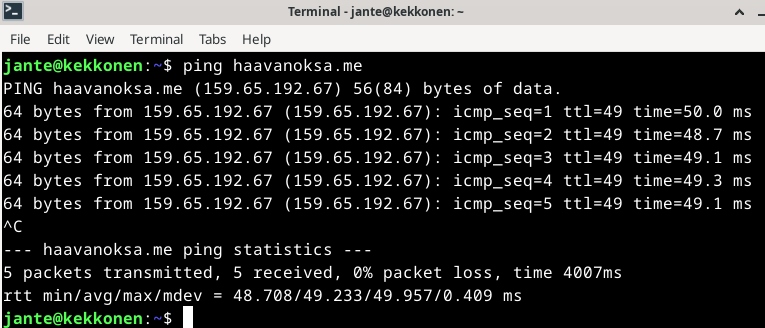 Terminal - jante@kekkonen: ~
File Edit View Terminal Tabs Help
jante@kekkonen:~$ ping haavanoksa.me
PING haavanoksa.me (159.65.192.67) 56(84) bytes of data.
64 bytes from 159.65.192.67 (159.65.192.67): icmp_seq=1 ttl=49 time=50.0 ms
64 bytes from 159.65.192.67 (159.65.192.67): icmp_seq=2 ttl=49 time=48.7 ms
64 bytes from 159.65.192.67 (159.65.192.67): icmp_seq=3 ttl=49 time=49.1 ms
64 bytes from 159.65.192.67 (159.65.192.67): icmp_seq=4 ttl=49 time=49.3 ms
64 bytes from 159.65.192.67 (159.65.192.67): icmp_seq=5 ttl=49 time=49.1 ms
^C
--- haavanoksa.me ping statistics ---
5 packets transmitted, 5 received, 0% packet loss, time 4007ms
rtt min/avg/max/mdev = 48.708/49.233/49.957/0.409 ms
jante@kekkonen:~$